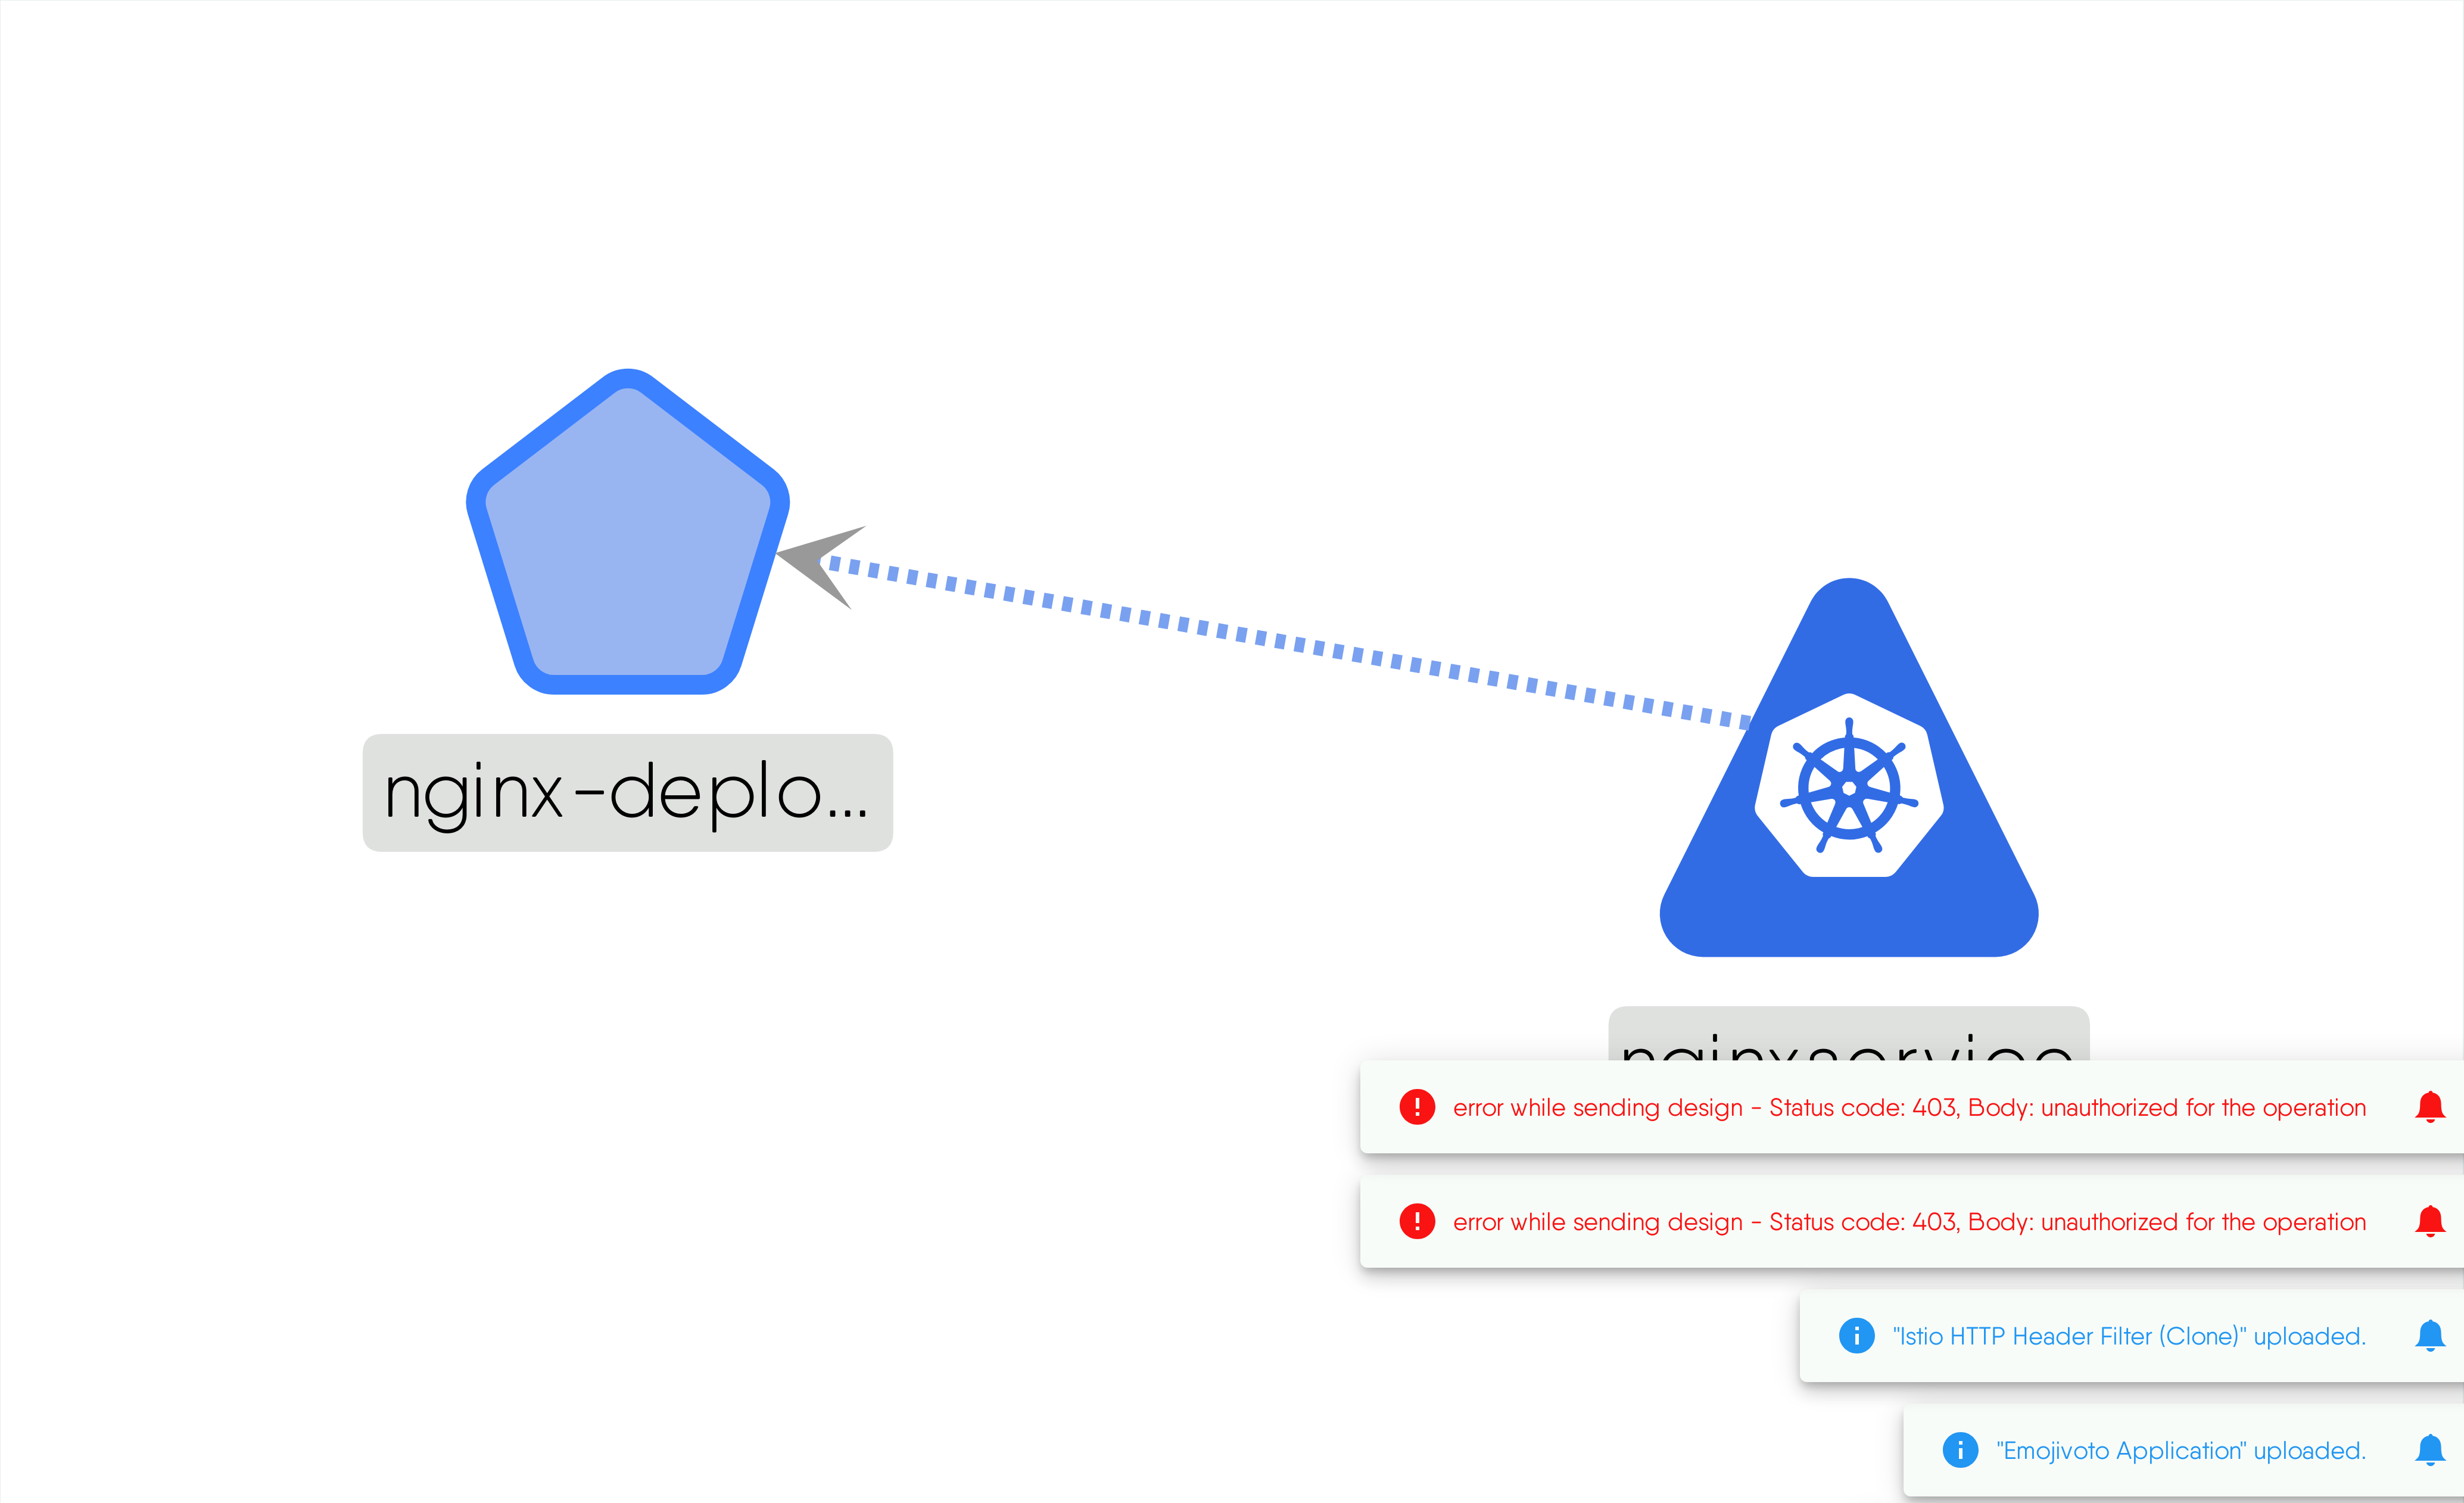 nginx-deplo...
nginxservice
error while sending design - Status code: 403, Body: unauthorized for the operation
error while sending design - Status code: 403, Body: unauthorized for the operation
"Istio HTTP Header Filter (Clone)" uploaded.
"Emojivoto Application" uploaded.